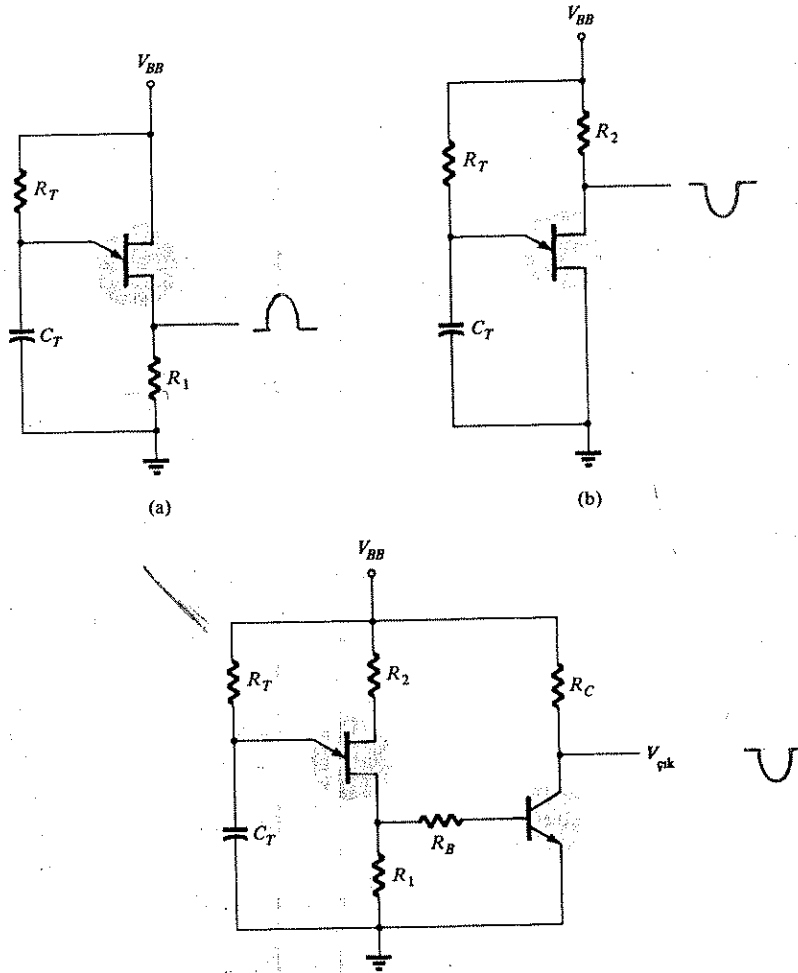 V_BB
R_T
C_T
R_1
(a)
V_BB
R_T
R_2
C_T
(b)
V_BB
R_T
R_2
R_C
V_çık
C_T
R_B
R_1